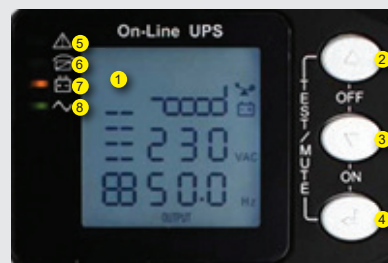 On-Line UPS
5
6
7
8
1
2
3
4
230 VAC
50.0 Hz
OUTPUT
OFF
ON
TEST/MUTE